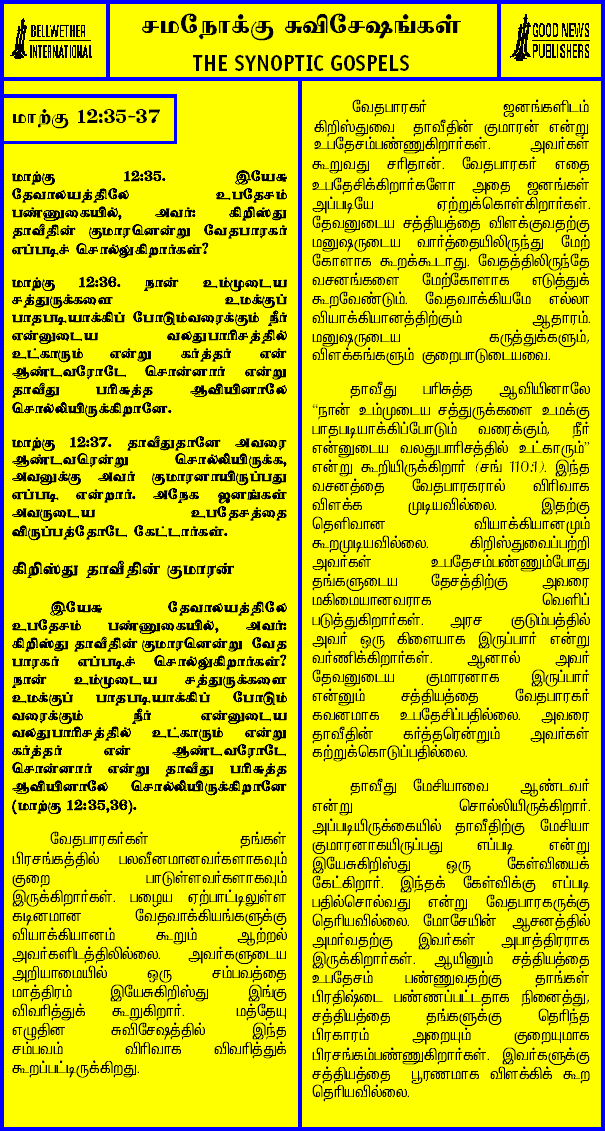 BELLWETHER
INTERNATIONAL
சமநோக்கு சுவிசேஷங்கள்
THE SYNOPTIC GOSPELS
GOOD NEWS
PUBLISHERS
மாற்கு 12:35-37
மாற்கு 12:35. இயேசு
தேவாலயத்திலே உபதேசம்
பண்ணுகையில், அவர்: கிறிஸ்து
தாவீதின் குமாரனென்று வேதபாரகர்
எப்படிச் சொல்லுகிறார்கள்?
மாற்கு 12:36. நான் உம்முடைய
சத்துருக்களை உமக்குப்
பாதபடியாக்கிப் போடும்வரைக்கும் நீர்
என்னுடைய வலதுபாரிசத்தில்
உட்காரும் என்று கர்த்தர் என்
ஆண்டவரோடே சொன்னார் என்று
தாவீது பரிசுத்த ஆவியினாலே
சொல்லியிருக்கிறானே.
மாற்கு 12:37. தாவீதுதானே அவரை
ஆண்டவரென்று சொல்லியிருக்க,
அவனுக்கு அவர் குமாரனாயிருப்பது
எப்படி என்றார். அநேக ஜனங்கள்
அவருடைய உபதேசத்தை
விருப்பத்தோடே கேட்டார்கள்.
கிறிஸ்து தாவீதின் குமாரன்
இயேசு தேவாலயத்திலே
உபதேசம் பண்ணுகையில், அவர்:
கிறிஸ்து தாவீதின் குமாரனென்று வேத
பாரகர் எப்படிச் சொல்லுகிறார்கள்?
நான் உம்முடைய சத்துருக்களை
உமக்குப் பாதபடியாக்கிப் போடும்
வரைக்கும் நீர் என்னுடைய
வலதுபாரிசத்தில் உட்காரும் என்று
கர்த்தர் என் ஆண்டவரோடே
சொன்னார் என்று தாவீது பரிசுத்த
ஆவியினாலே சொல்லியிருக்கிறானே
(மாற்கு 12:35,36).
வேதபாரகர்கள் தங்கள்
பிரசங்கத்தில் பலவீனமானவர்களாகவும்
குறை பாடுள்ளவர்களாகவும்
இருக்கிறார்கள். பழைய ஏற்பாட்டிலுள்ள
கடினமான வேதவாக்கியங்களுக்கு
வியாக்கியானம் கூறும் ஆற்றல்
அவர்களிடத்திலில்லை. அவர்களுடைய
அறியாமையில் ஒரு சம்பவத்தை
மாத்திரம் இயேசுகிறிஸ்து இங்கு
விவரித்துக் கூறுகிறார். மத்தேயு
எழுதின சுவிசேஷத்தில் இந்த
சம்பவம் விரிவாக விவரித்துக்
கூறப்பட்டிருக்கிறது.
வேதபாரகர் ஜனங்களிடம்
கிறிஸ்துவை தாவீதின் குமாரன் என்று
உபதேசம்பண்ணுகிறார்கள். அவர்கள்
கூறுவது சரிதான். வேதபாரகர் எதை
உபதேசிக்கிறார்களோ அதை ஜனங்கள்
அப்படியே ஏற்றுக்கொள்கிறார்கள்.
தேவனுடைய சத்தியத்தை விளக்குவதற்கு
மனுஷருடைய வார்த்தையிலிருந்து மேற்
கோளாக கூறக்கூடாது. வேதத்திலிருந்தே
வசனங்களை மேற்கோளாக எடுத்துக்
கூறவேண்டும். வேதவாக்கியமே எல்லா
வியாக்கியானத்திற்கும் ஆதாரம்.
மனுஷருடைய கருத்துக்களும்,
விளக்கங்களும் குறைபாடுடையவை.
தாவீது பரிசுத்த ஆவியினாலே
“நான் உம்முடைய சத்துருக்களை உமக்கு
பாதபடியாக்கிப்போடும் வரைக்கும், நீர்
என்னுடைய வலதுபாரிசத்தில் உட்காரும்”
என்று கூறியிருக்கிறார் (சங் 110:1). இந்த
வசனத்தை வேதபாரகரால் விரிவாக
விளக்க முடியவில்லை. இதற்கு
தெளிவான வியாக்கியானமும்
கூறமுடியவில்லை. கிறிஸ்துவைப்பற்றி
அவர்கள் உபதேசம்பண்ணும்போது
தங்களுடைய தேசத்திற்கு அவரை
மகிமையானவராக வெளிப்
படுத்துகிறார்கள். அரச குடும்பத்தில்
அவர் ஒரு கிளையாக இருப்பார் என்று
வர்ணிக்கிறார்கள். ஆனால் அவர்
தேவனுடைய குமாரனாக இருப்பார்
என்னும் சத்தியத்தை வேதபாரகர்
கவனமாக உபதேசிப்பதில்லை. அவரை
தாவீதின் கர்த்தரென்றும் அவர்கள்
கற்றுக்கொடுப்பதில்லை.
தாவீது மேசியாவை ஆண்டவர்
என்று சொல்லியிருக்கிறார்.
அப்படியிருக்கையில் தாவீதிற்கு மேசியா
குமாரனாகயிருப்பது எப்படி என்று
இயேசுகிறிஸ்து ஒரு கேள்வியைக்
கேட்கிறார். இந்தக் கேள்விக்கு எப்படி
பதில்சொல்வது என்று வேதபாரகருக்கு
தெரியவில்லை. மோசேயின் ஆசனத்தில்
அமர்வதற்கு இவர்கள் அபாத்திரராக
இருக்கிறார்கள். ஆயினும் சத்தியத்தை
உபதேசம் பண்ணுவதற்கு தாங்கள்
பிரதிஷ்டை பண்ணப்பட்டதாக நினைத்து,
சத்தியத்தை தங்களுக்கு தெரிந்த
பிரகாரம் அறையும் குறையுமாக
பிரசங்கம்பண்ணுகிறார்கள். இவர்களுக்கு
சத்தியத்தை பூரணமாக விளக்கிக் கூற
தெரியவில்லை.